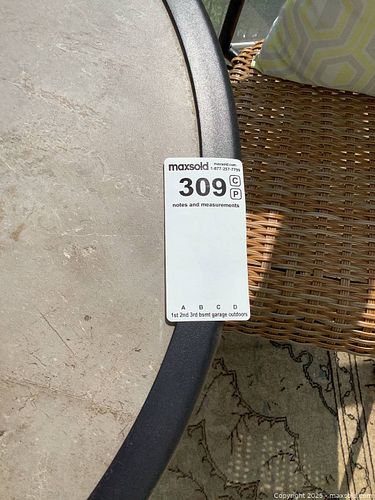 maxsold maxsold.com
1-877-257-7799
309 C
P
notes and measurements
A B C D
1st 2nd 3rd bsmt garage outdoors
Copyright 2025 - maxsold.com